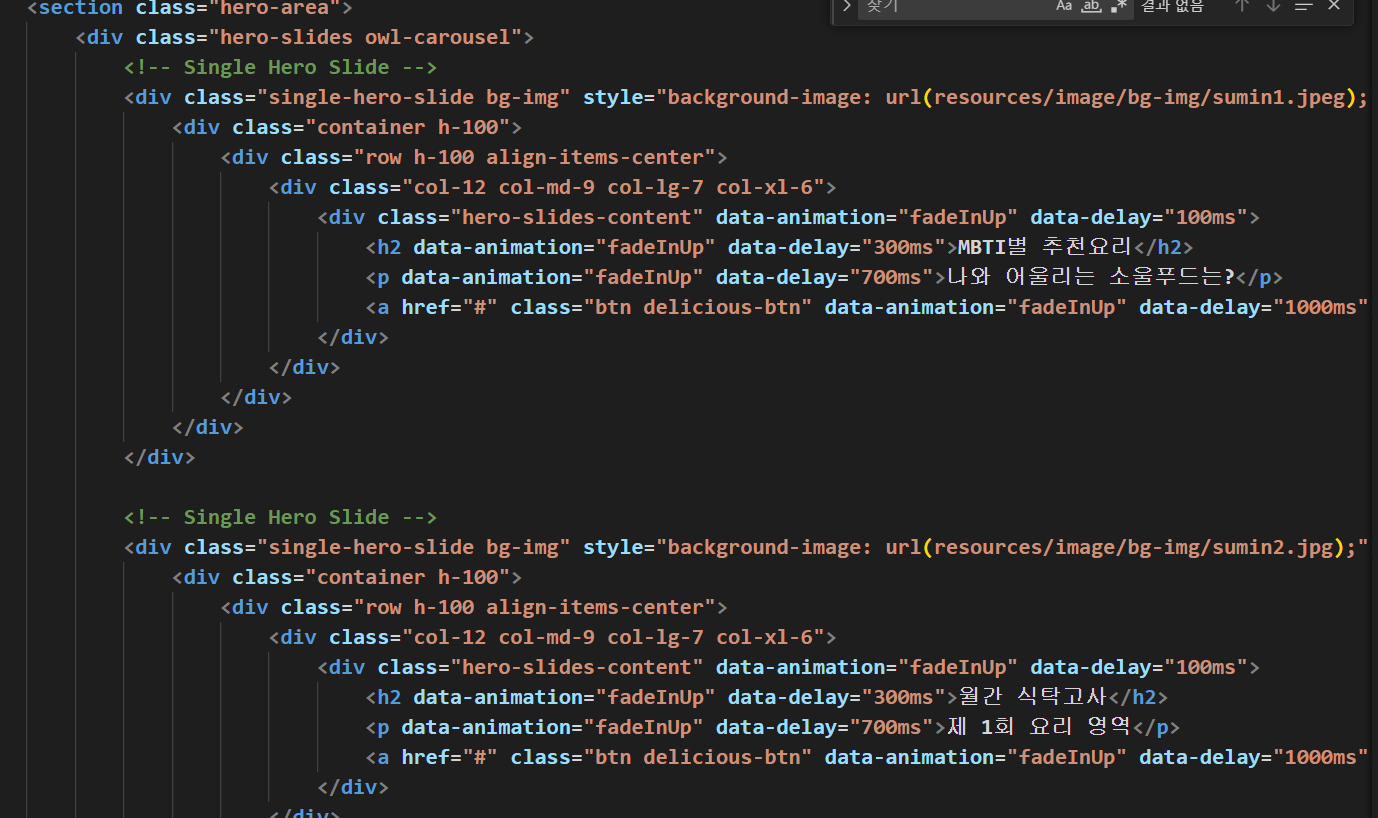 <section class="hero-area">
찾기 Aa ab .* 결과 없음
<div class="hero-slides owl-carousel">
<!-- Single Hero Slide -->
<div class="single-hero-slide bg-img" style="background-image: url(resources/image/bg-img/sumin1.jpeg);
<div class="container h-100">
<div class="row h-100 align-items-center">
<div class="col-12 col-md-9 col-lg-7 col-xl-6">
<div class="hero-slides-content" data-animation="fadeInUp" data-delay="100ms">
<h2 data-animation="fadeInUp" data-delay="300ms">MBTI별 추천요리</h2>
<p data-animation="fadeInUp" data-delay="700ms">나와 어울리는 소울푸드는?</p>
<a href="#" class="btn delicious-btn" data-animation="fadeInUp" data-delay="1000ms"
</div>
</div>
</div>
</div>
</div>
<!-- Single Hero Slide -->
<div class="single-hero-slide bg-img" style="background-image: url(resources/image/bg-img/sumin2.jpg);"
<div class="container h-100">
<div class="row h-100 align-items-center">
<div class="col-12 col-md-9 col-lg-7 col-xl-6">
<div class="hero-slides-content" data-animation="fadeInUp" data-delay="100ms">
<h2 data-animation="fadeInUp" data-delay="300ms">월간 식탁고사</h2>
<p data-animation="fadeInUp" data-delay="700ms">제 1회 요리 영역</p>
<a href="#" class="btn delicious-btn" data-animation="fadeInUp" data-delay="1000ms"
</div>
</div>